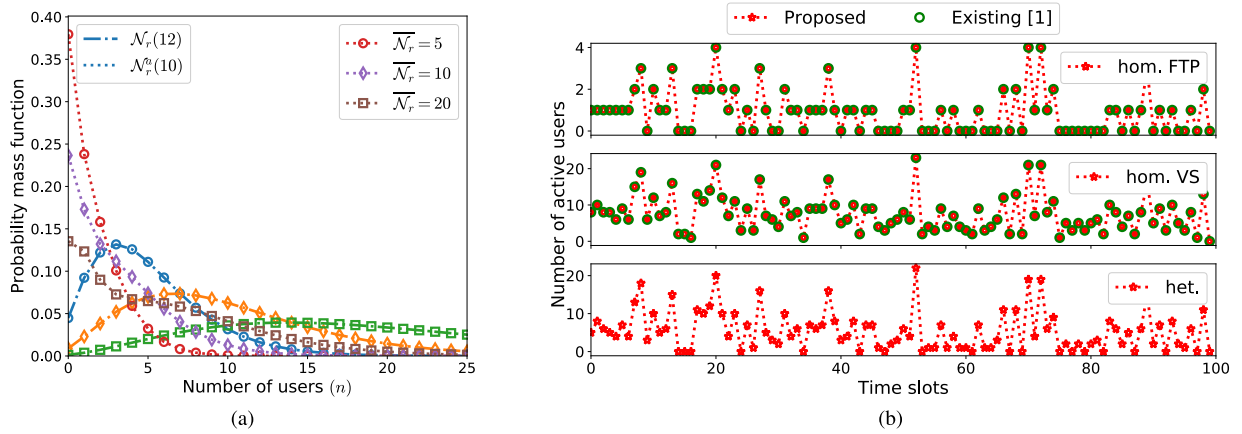 Proposed Existing [1]
0.40
0.35
0.30
0.25
0.20
0.15
0.10
0.05
0.00
Probability mass function
𝒩r(12)
𝒩rᵃ(10)
𝒩r = 5
𝒩r = 10
𝒩r = 20
0 5 10 15 20 25
Number of users (n)
(a)
Number of active users
4
2
0
hom. FTP
20
10
0
hom. VS
20
10
0
het.
0 20 40 60 80 100
Time slots
(b)